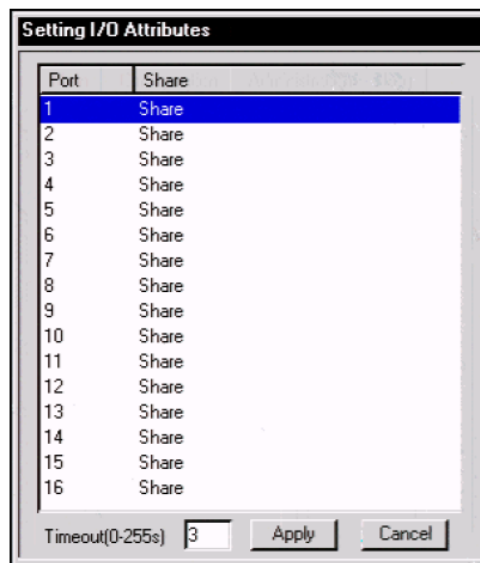 Setting I/O Attributes
Port Share
1 Share
2 Share
3 Share
4 Share
5 Share
6 Share
7 Share
8 Share
9 Share
10 Share
11 Share
12 Share
13 Share
14 Share
15 Share
16 Share
Timeout(0-255s) 3 Apply Cancel